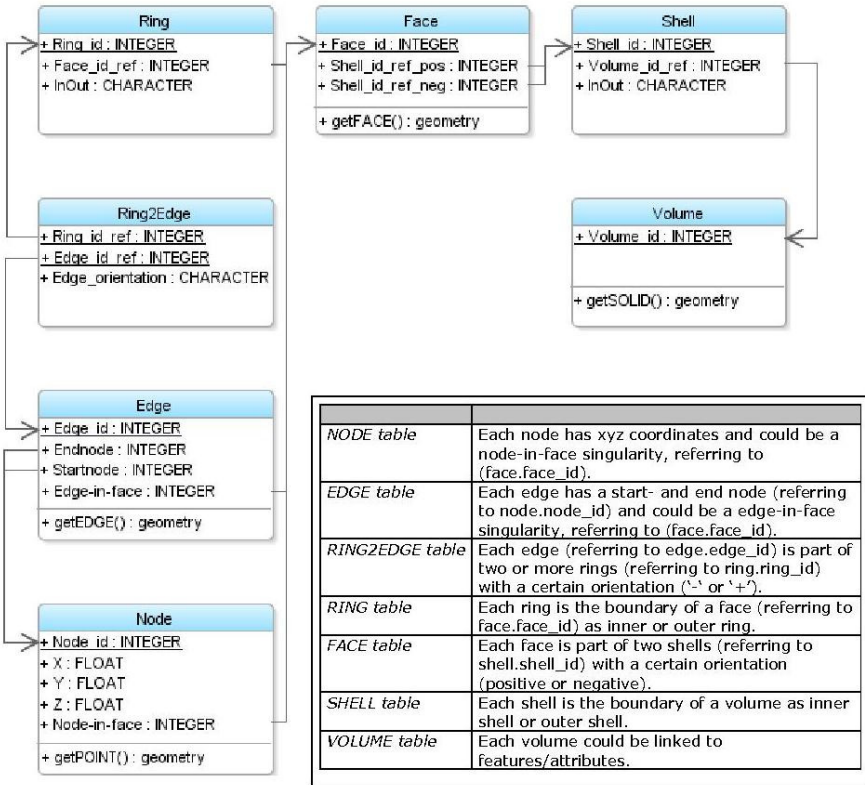 Ring
+ Ring_id : INTEGER
+ Face_id_ref : INTEGER
+ InOut : CHARACTER
Face
+ Face_id : INTEGER
+ Shell_id_ref_pos : INTEGER
+ Shell_id_ref_neg : INTEGER
+ getFACE() : geometry
Shell
+ Shell_id : INTEGER
+ Volume_id_ref : INTEGER
+ InOut : CHARACTER
Ring2Edge
+ Ring_id_ref : INTEGER
+ Edge_id_ref : INTEGER
+ Edge_orientation : CHARACTER
Volume
+ Volume_id : INTEGER
+ getSOLID() : geometry
Edge
+ Edge_id : INTEGER
+ Endnode : INTEGER
+ Startnode : INTEGER
+ Edge-in-face : INTEGER
+ getEDGE() : geometry
Node
+ Node_id : INTEGER
+ X : FLOAT
+ Y : FLOAT
+ Z : FLOAT
+ Node-in-face : INTEGER
+ getPOINT() : geometry
NODE table
Each node has xyz coordinates and could be a
node-in-face singularity, referring to
(face.face_id).
EDGE table
Each edge has a start- and end node (referring
to node.node_id) and could be a edge-in-face
singularity, referring to (face.face_id).
RING2EDGE table
Each edge (referring to edge.edge_id) is part of
two or more rings (referring to ring.ring_id)
with a certain orientation (‘-‘ or ‘+’).
RING table
Each ring is the boundary of a face (referring to
face.face_id) as inner or outer ring.
FACE table
Each face is part of two shells (referring to
shell.shell_id) with a certain orientation
(positive or negative).
SHELL table
Each shell is the boundary of a volume as inner
shell or outer shell.
VOLUME table
Each volume could be linked to
features/attributes.